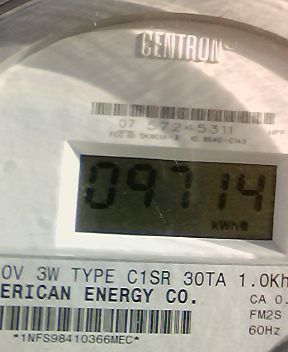 CENTRON®
07 57245311
09714
kWhe
0V 3W TYPE C1SR 30TA 1.0Kh
ERICAN ENERGY CO.
CA 0.
FM2S
60Hz
*1NFS98410366MEC*